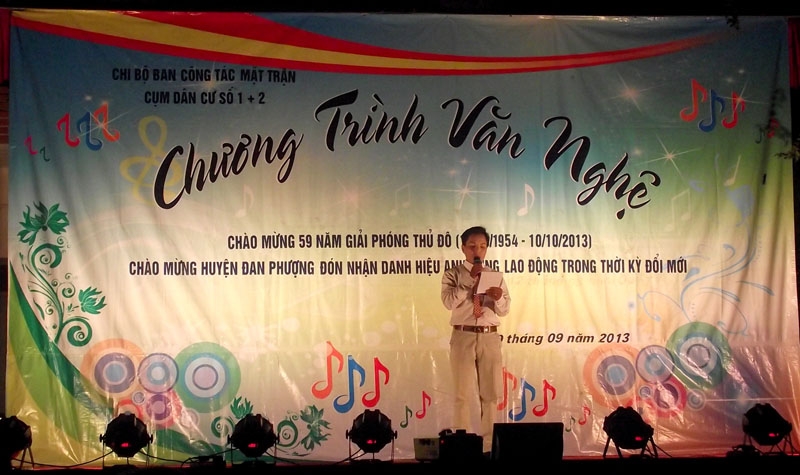 CHI BỘ BAN CÔNG TÁC MẶT TRẬN
CỤM DÂN CƯ SỐ 1 + 2
Chương Trình Văn Nghệ
CHÀO MỪNG 59 NĂM GIẢI PHÓNG THỦ ĐÔ (1 /1954 - 10/10/2013)
CHÀO MỪNG HUYỆN ĐAN PHƯỢNG ĐÓN NHẬN DANH HIỆU LAO ĐỘNG TRONG THỜI KỲ ĐỔI MỚI
tháng 09 năm 2013